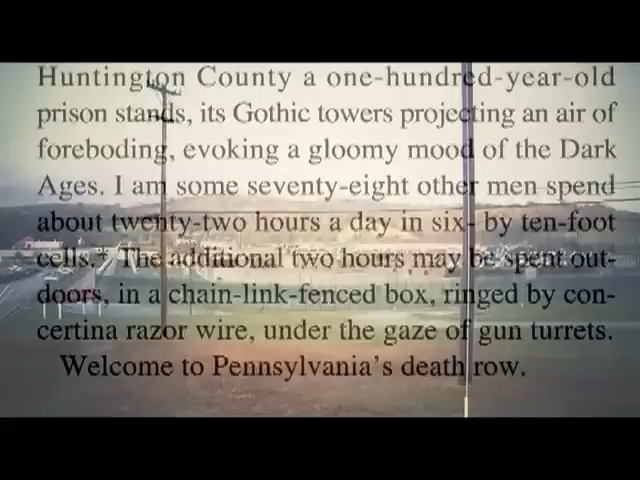 Huntington County a one-hundred-year-old
prison stands, its Gothic towers projecting an air of
foreboding, evoking a gloomy mood of the Dark
Ages. I am some seventy-eight other men spend
about twenty-two hours a day in six- by ten-foot
cells.* The additional two hours may be spent out-
doors, in a chain-link-fenced box, ringed by con-
certina razor wire, under the gaze of gun turrets.
Welcome to Pennsylvania's death row.